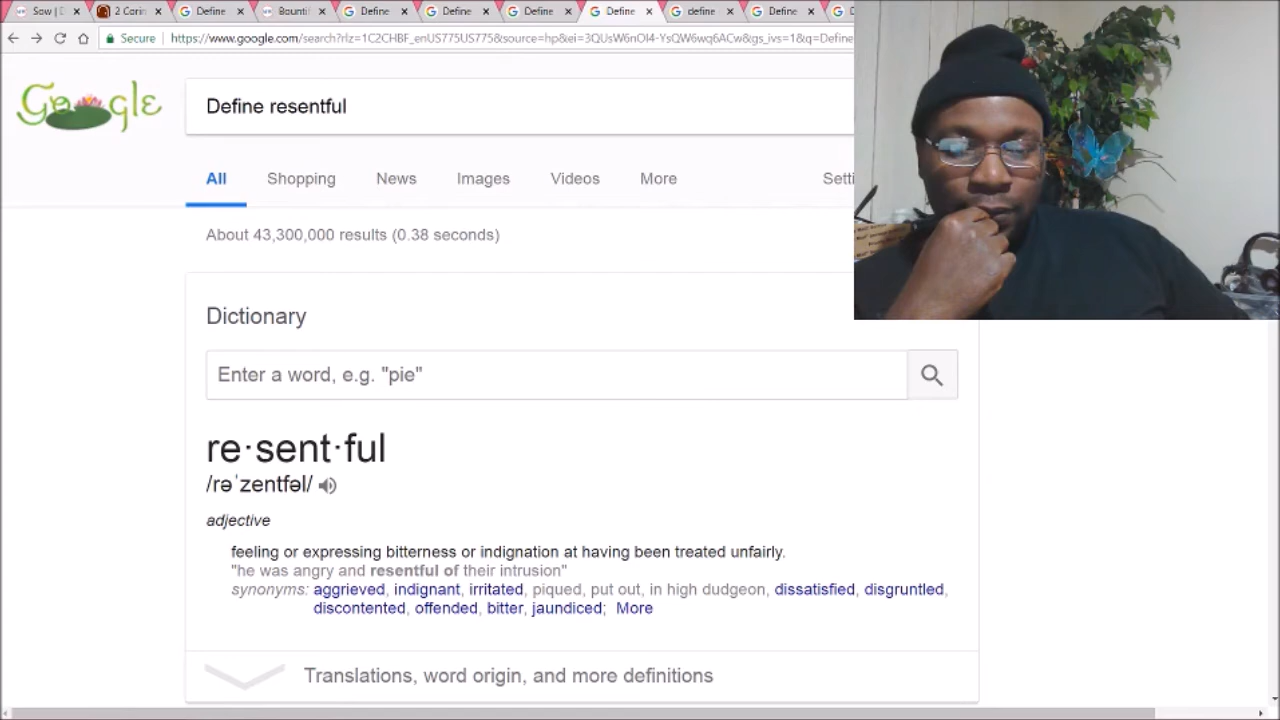 Sow | D
2 Corin
Define
Bountif
Define
Define
Define
Define
define
Define
D
Secure
https://www.google.com/search?rlz=1C2CHBF_enUS775US775&source=hp&ei=3QUsW6nOI4-YsQW6wq6ACw&gs_ivs=1&q=Define
Google
Define resentful
All
Shopping
News
Images
Videos
More
Setti
About 43,300,000 results (0.38 seconds)
Dictionary
Enter a word, e.g. "pie"
re·sent·ful
/rəˈzentfəl/
adjective
feeling or expressing bitterness or indignation at having been treated unfairly.
"he was angry and resentful of their intrusion"
synonyms: aggrieved, indignant, irritated, piqued, put out, in high dudgeon, dissatisfied, disgruntled,
discontented, offended, bitter, jaundiced; More
Translations, word origin, and more definitions